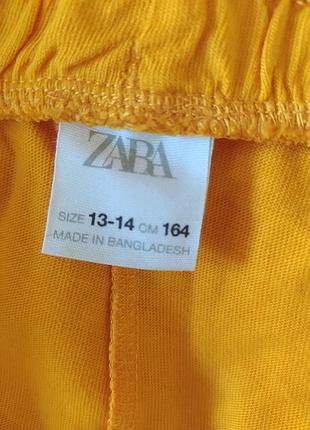 ZARA
SIZE 13-14 CM 164
MADE IN BANGLADESH